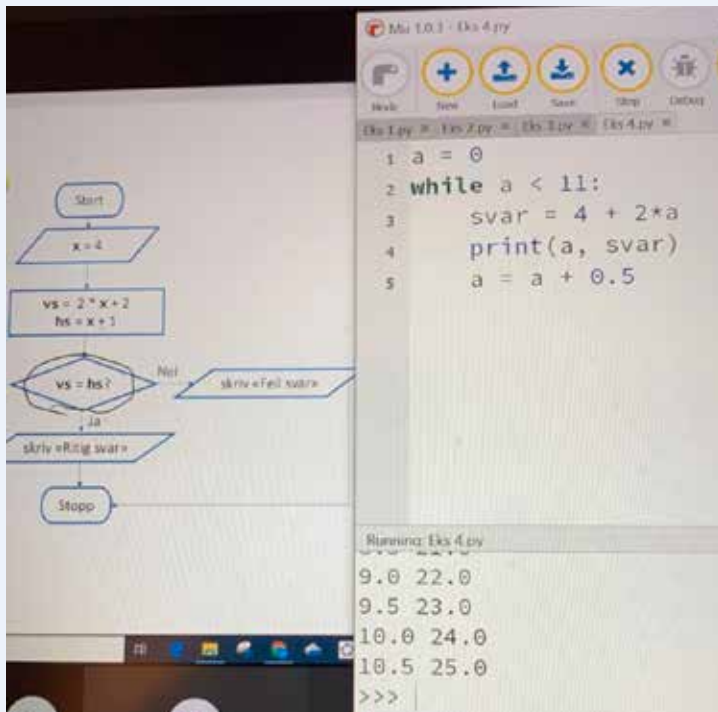 Start
x = 4
vs = 2 * x + 2
hs = x + 1
vs = hs?
Nei
skriv «Feil svar»
Ja
skriv «Riktig svar»
Stopp
Mu 1.0.3 - Eks 4.py
Mode New Load Save Stop Debug
Eks 1.py Eks 2.py Eks 3.py Eks 4.py
1 a = 0
2 while a < 11:
3 svar = 4 + 2*a
4 print(a, svar)
5 a = a + 0.5
Running: Eks 4.py
9.0 22.0
9.5 23.0
10.0 24.0
10.5 25.0
>>>